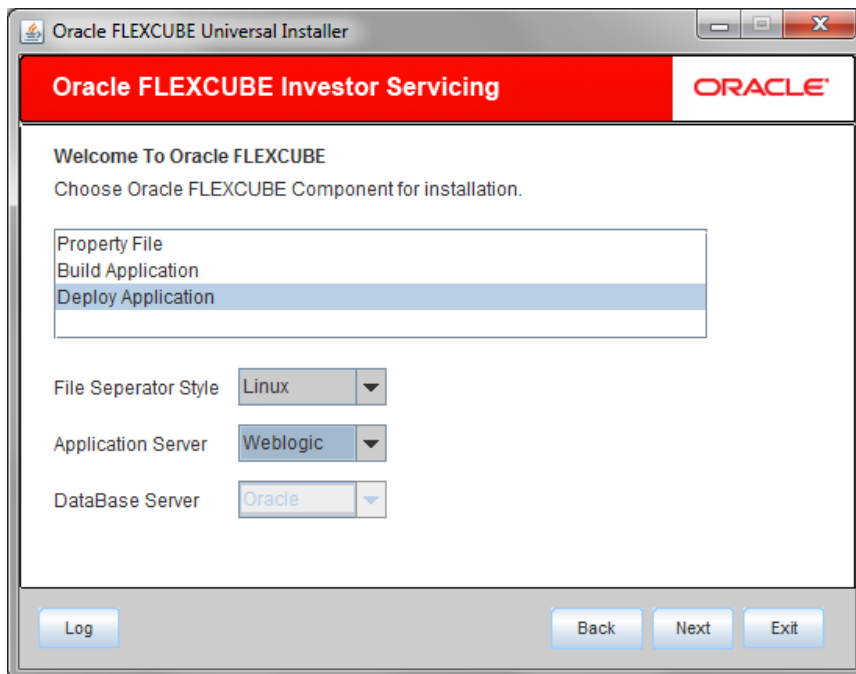 Oracle FLEXCUBE Universal Installer
Oracle FLEXCUBE Investor Servicing
ORACLE
Welcome To Oracle FLEXCUBE
Choose Oracle FLEXCUBE Component for installation.
Property File
Build Application
Deploy Application
File Seperator Style Linux
Application Server Weblogic
DataBase Server Oracle
Log Back Next Exit